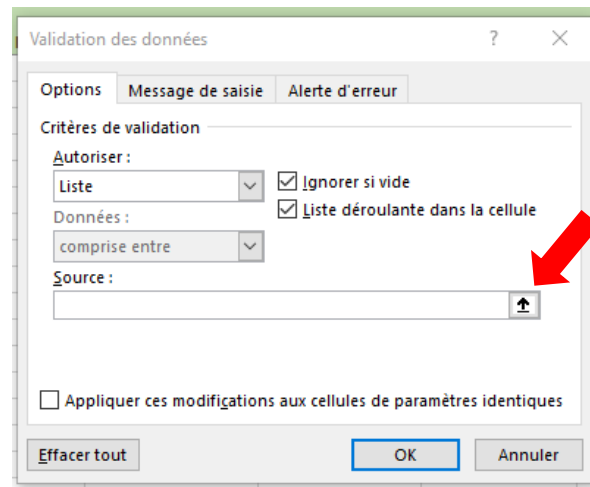 Validation des données ?
Options Message de saisie Alerte d'erreur
Critères de validation
Autoriser :
Liste
Ignorer si vide
Données :
Liste déroulante dans la cellule
comprise entre
Source :
Appliquer ces modifications aux cellules de paramètres identiques
Effacer tout OK Annuler